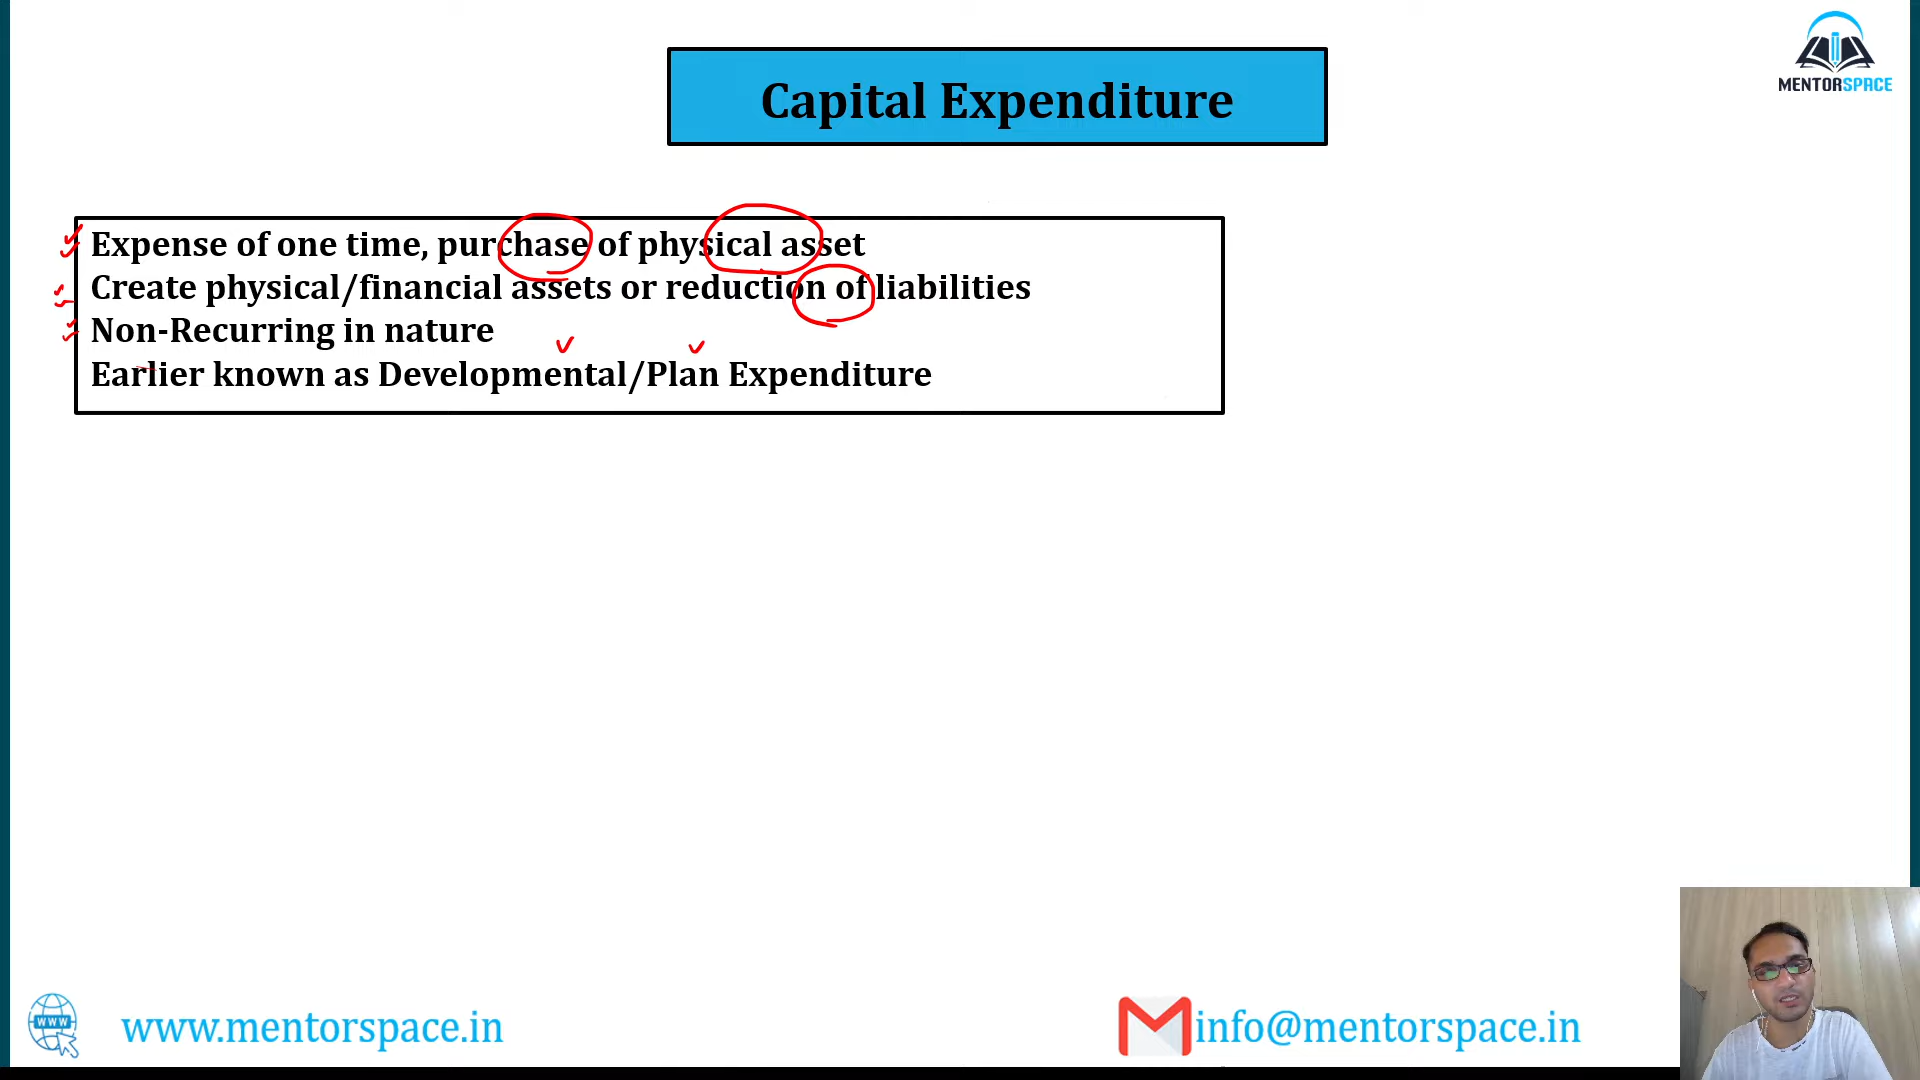 Capital Expenditure
MENTORSPACE
Expense of one time, purchase of physical asset
Create physical/financial assets or reduction of liabilities
Non-Recurring in nature
Earlier known as Developmental/Plan Expenditure
WWW
www.mentorspace.in
info@mentorspace.in